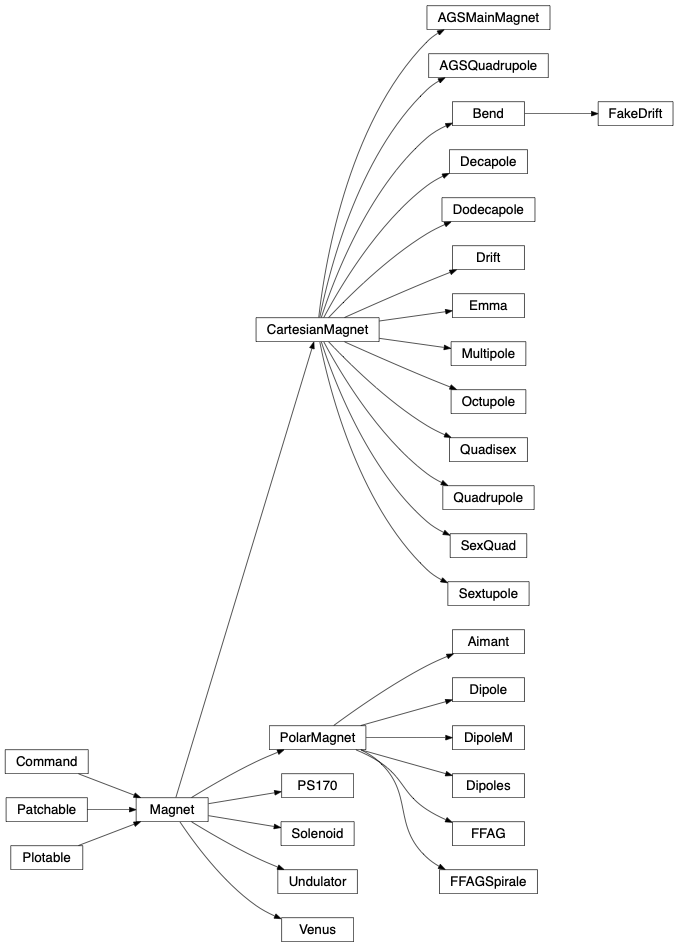 AGSMainMagnet
AGSQuadrupole
Bend
FakeDrift
Decapole
Dodecapole
Drift
Emma
CartesianMagnet
Multipole
Octupole
Quadisex
Quadrupole
SexQuad
Sextupole
Aimant
Dipole
PolarMagnet
DipoleM
Command
PS170
Dipoles
Patchable
Magnet
Solenoid
FFAG
Plotable
Undulator
FFAGSpirale
Venus